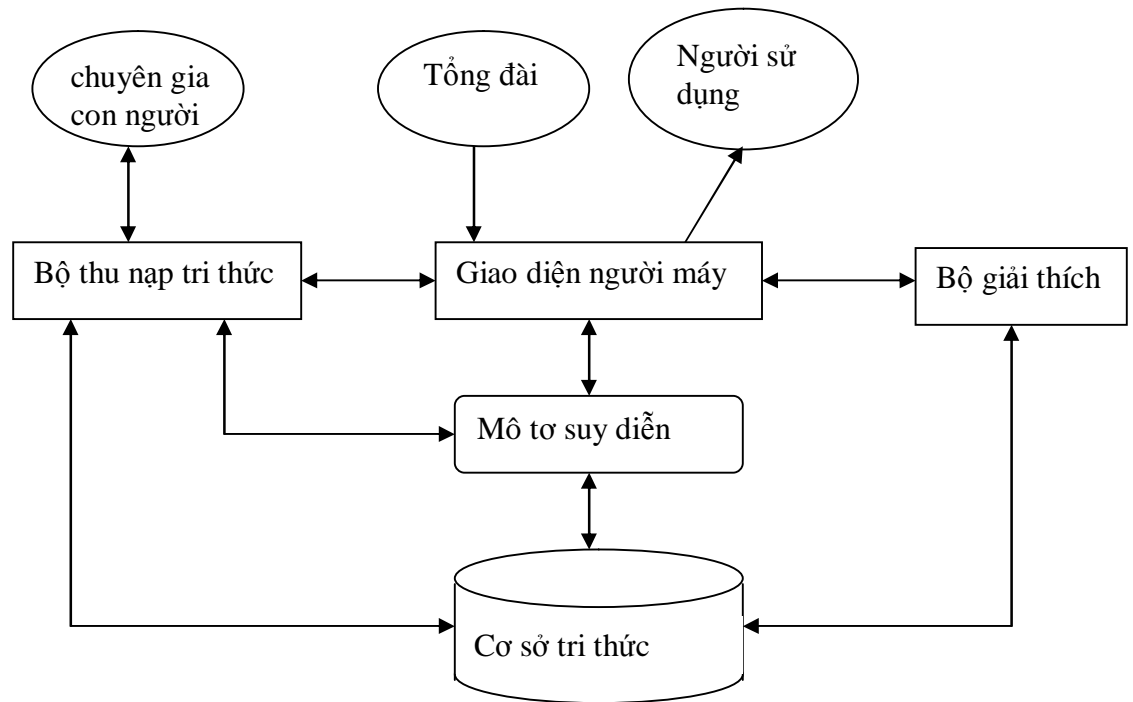 chuyên gia
con người
Tổng đài
Người sử
dụng
Bộ thu nạp tri thức
Giao diện người máy
Bộ giải thích
Mô tơ suy diễn
Cơ sở tri thức